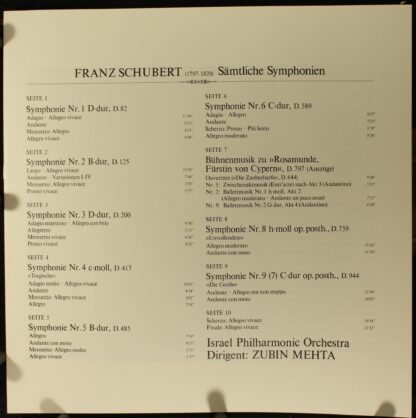 FRANZ SCHUBERT (1797-1828) Sämtliche Symphonien
SEITE 1
Symphonie Nr. 1 D-dur, D.82
Adagio · Allegro vivace
Andante
Menuetto: Allegro
Allegro vivace
SEITE 2
Symphonie Nr. 2 B-dur, D.125
Largo · Allegro vivace
Andante · Variationen I-V
Menuetto: Allegro vivace
Presto vivace
SEITE 3
Symphonie Nr. 3 D-dur, D.200
Adagio maestoso · Allegro con brio
Allegretto
Menuetto: Allegro vivace
Presto vivace
SEITE 4
Symphonie Nr. 4 c-moll, D.417
»Tragische«
Adagio molto · Allegro vivace
Andante
Menuetto: Allegro vivace
Allegro
SEITE 5
Symphonie Nr. 5 B-dur, D.485
Allegro
Andante con moto
Menuetto: Allegro molto
Allegro vivace
SEITE 6
Symphonie Nr. 6 C-dur, D.589
Adagio · Allegro
Andante
Scherzo: Presto · Più lento
Allegro moderato
SEITE 7
Bühnenmusik zu »Rosamunde,
Fürstin von Cypern«, D. 797 (Auszüge)
Ouvertüre (»Die Zauberharfe«, D. 644)
Nr. 5: Zwischenaktmusik (Entr'acte) nach Akt 3 (Andantino)
Nr. 2: Ballettmusik Nr. 1 h-moll, Akt 2
(Allegro moderato · Andante un poco assai)
Nr. 9: Ballettmusik Nr. 2 G-dur, Akt 4 (Andantino)
SEITE 8
Symphonie Nr. 8 h-moll op. posth., D. 759
»Unvollendete«
Allegro moderato
Andante con moto
SEITE 9
Symphonie Nr. 9 (7) C-dur op. posth., D. 944
»Die Große«
Andante · Allegro ma non troppo
Andante con moto
SEITE 10
Scherzo: Allegro vivace
Finale: Allegro vivace
Israel Philharmonic Orchestra
Dirigent: ZUBIN MEHTA